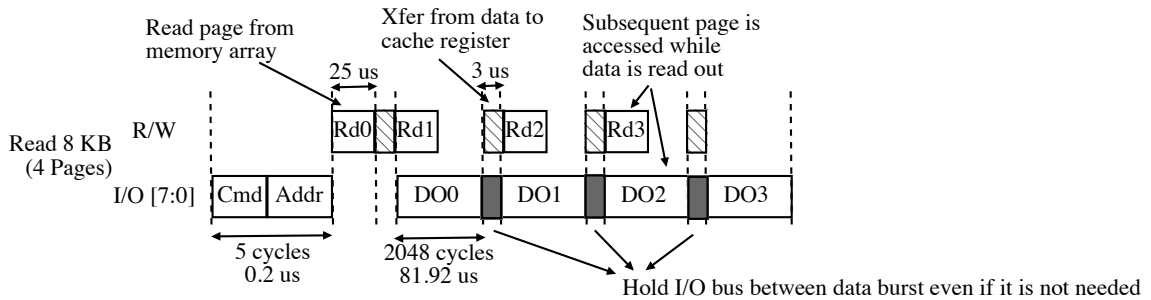 Read page from
memory array
Xfer from data to
cache register
Subsequent page is
accessed while
data is read out
25 us
3 us
Read 8 KB
(4 Pages)
R/W
Rd0
Rd1
Rd2
Rd3
I/O [7:0]
Cmd
Addr
DO0
DO1
DO2
DO3
5 cycles
0.2 us
2048 cycles
81.92 us
Hold I/O bus between data burst even if it is not needed